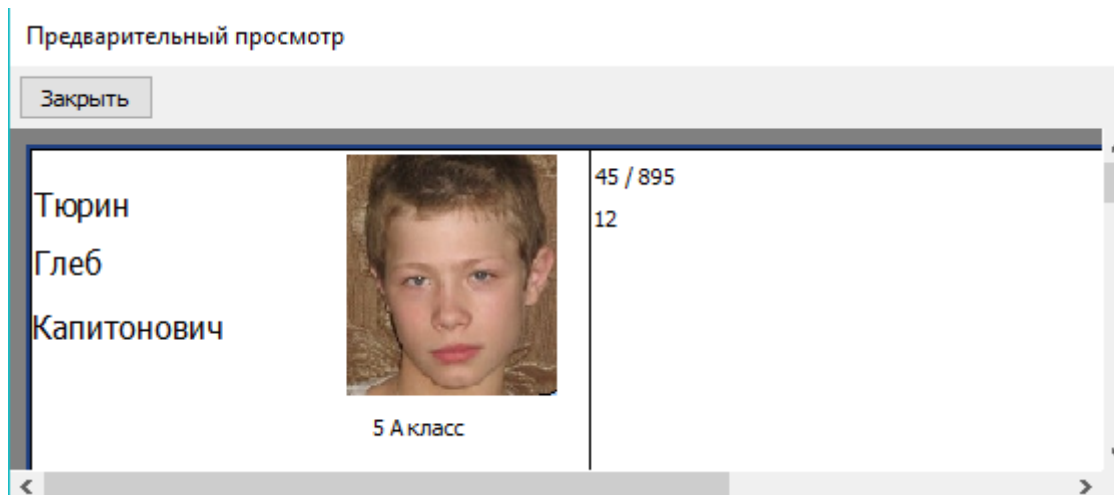 Предварительный просмотр
Закрыть
Тюрин
Глеб
Капитонович
5 А класс
45 / 895
12